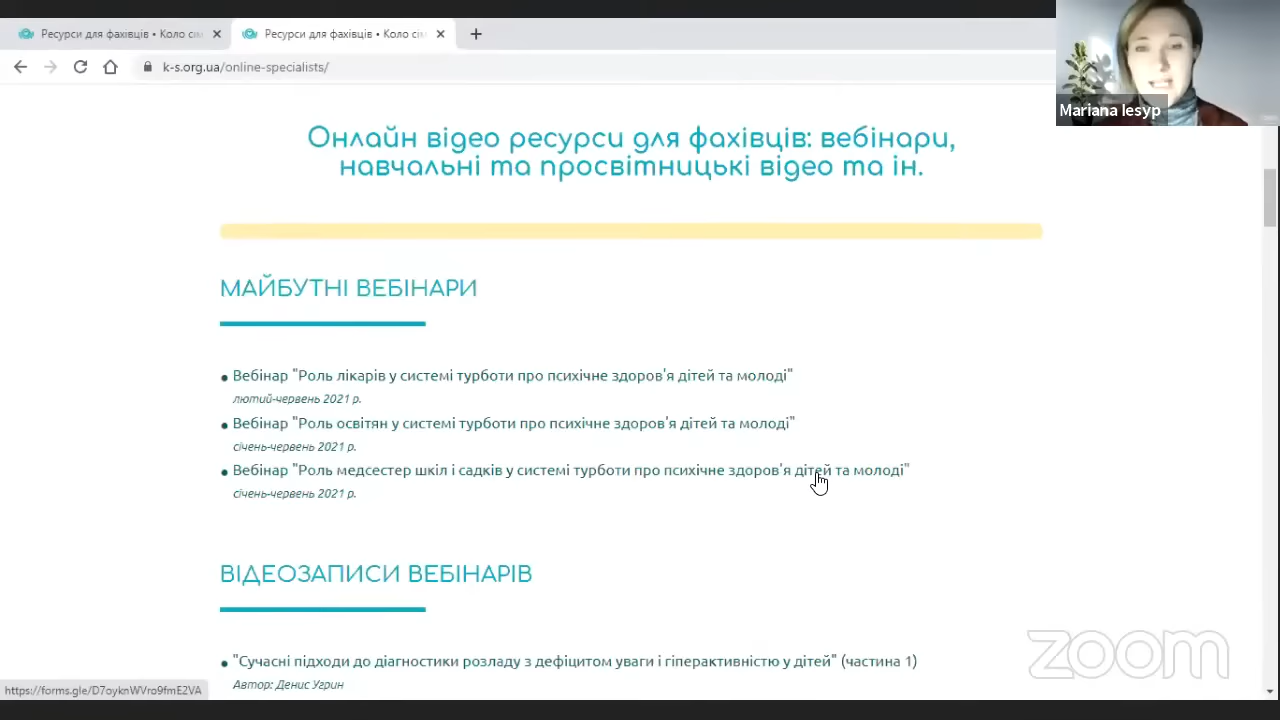 Ресурси для фахівців • Коло сім
Ресурси для фахівців • Коло сім
k-s.org.ua/online-specialists/
Mariana Iesyp
Онлайн відео ресурси для фахівців: вебінари,
навчальні та просвітницькі відео та ін.
МАЙБУТНІ ВЕБІНАРИ
Вебінар "Роль лікарів у системі турботи про психічне здоров'я дітей та молоді"
лютий-червень 2021 р.
Вебінар "Роль освітян у системі турботи про психічне здоров'я дітей та молоді"
січень-червень 2021 р.
Вебінар "Роль медсестер шкіл і садків у системі турботи про психічне здоров'я дітей та молоді"
січень-червень 2021 р.
ВІДЕОЗАПИСИ ВЕБІНАРІВ
"Сучасні підходи до діагностики розладу з дефіцитом уваги і гіперактивністю у дітей" (частина 1)
Автор: Денис Угрин
https://forms.gle/D7oyknWVro9fmE2VA
zoom